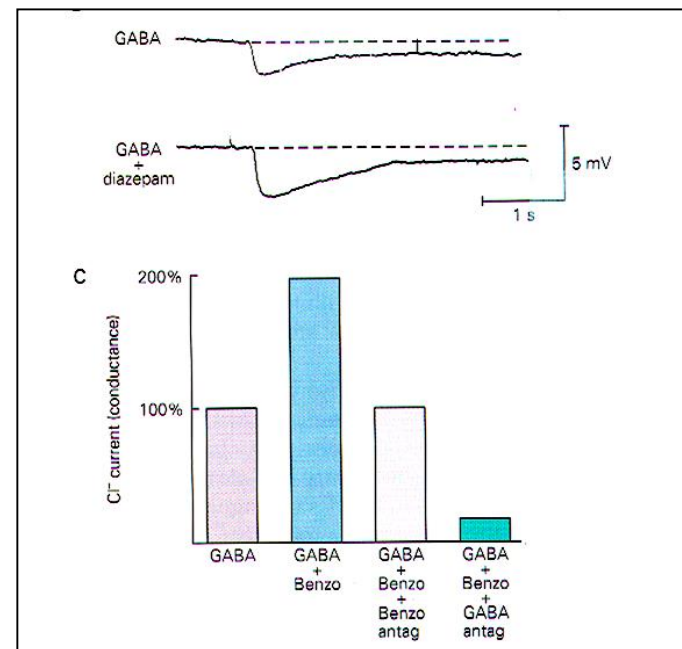 GABA
GABA
+
diazepam
5 mV
1 s
C
200%
100%
Cl⁻ current (conductance)
GABA
GABA
+
Benzo
GABA
+
Benzo
+
Benzo
antag
GABA
+
Benzo
+
GABA
antag